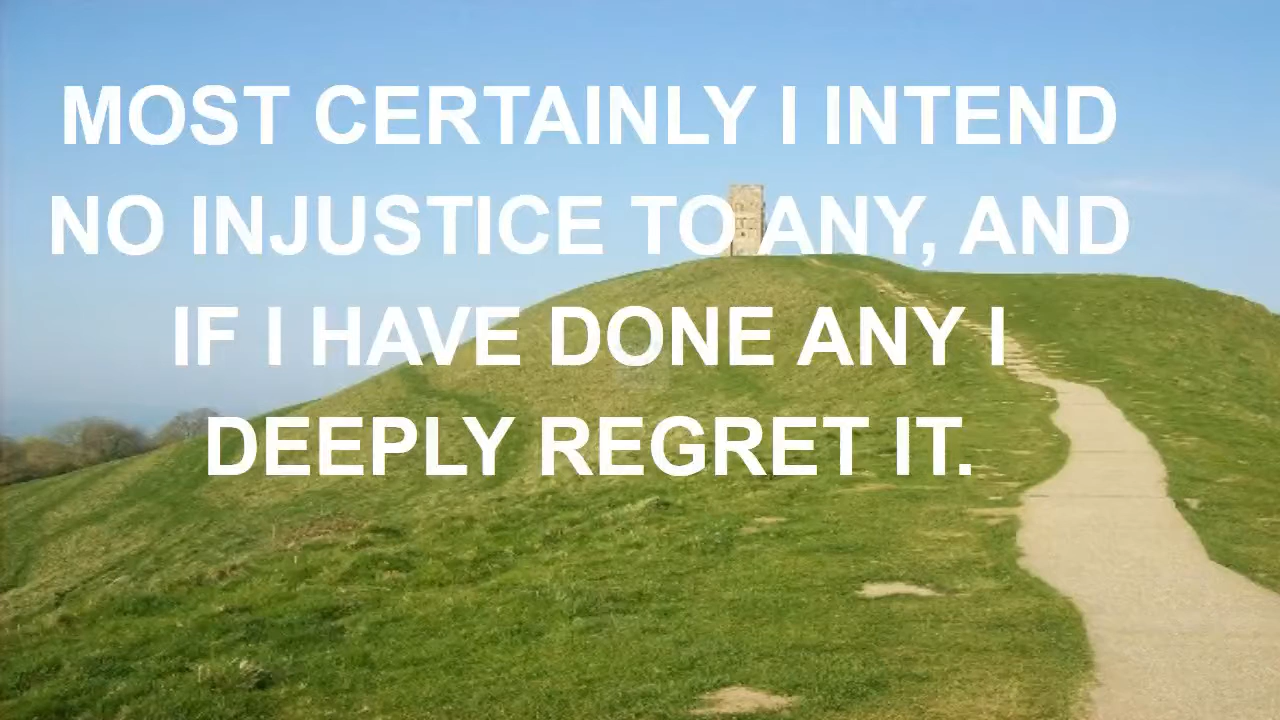 MOST CERTAINLY I INTEND
NO INJUSTICE TO ANY, AND
IF I HAVE DONE ANY I
DEEPLY REGRET IT.